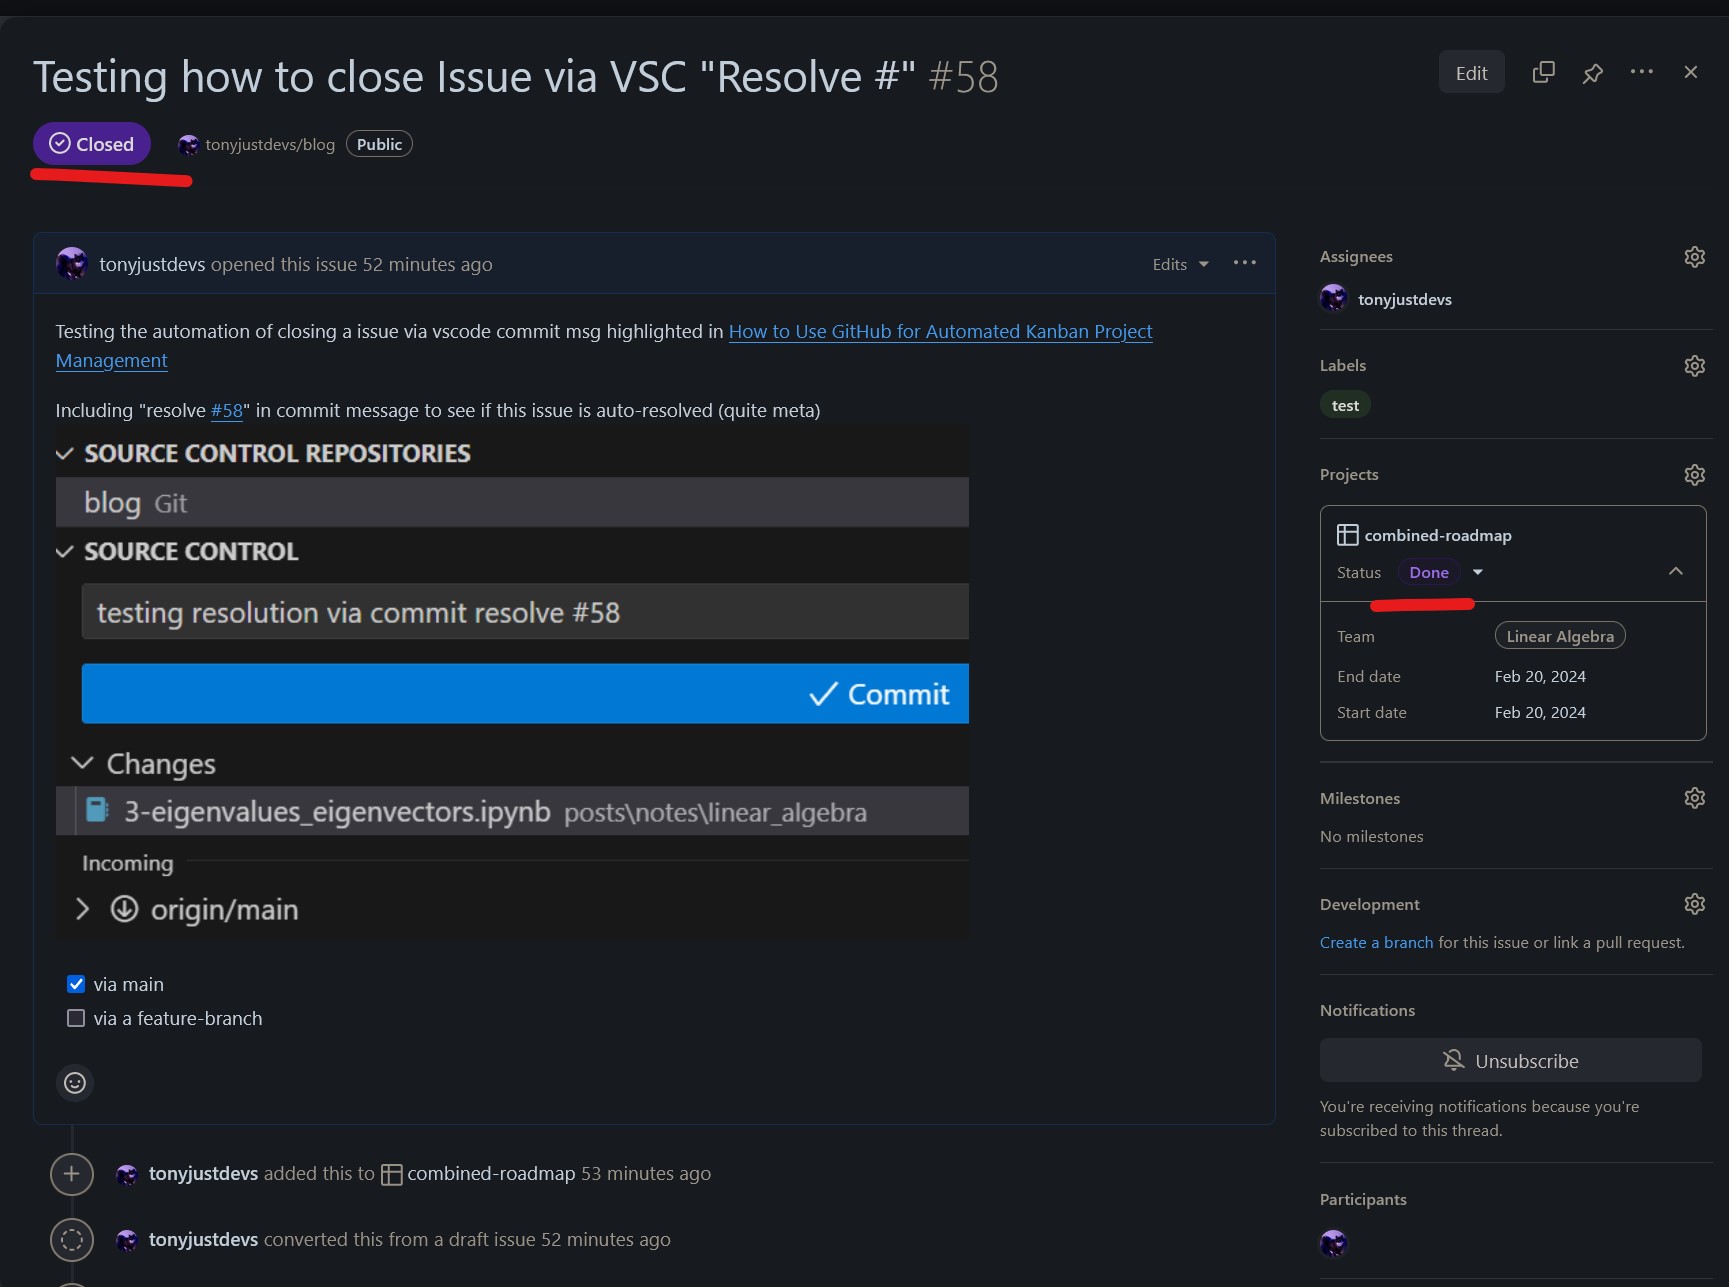 Testing how to close Issue via VSC "Resolve #" #58
Edit
Closed
tonyjustdevs/blog
Public
tonyjustdevs opened this issue 52 minutes ago
Edits
Testing the automation of closing a issue via vscode commit msg highlighted in How to Use GitHub for Automated Kanban Project
Management
Including "resolve #58" in commit message to see if this issue is auto-resolved (quite meta)
SOURCE CONTROL REPOSITORIES
blog Git
SOURCE CONTROL
testing resolution via commit resolve #58
Commit
Changes
3-eigenvalues_eigenvectors.ipynb posts\notes\linear_algebra
Incoming
origin/main
via main
via a feature-branch
tonyjustdevs added this to combined-roadmap 53 minutes ago
tonyjustdevs converted this from a draft issue 52 minutes ago
Assignees
tonyjustdevs
Labels
test
Projects
combined-roadmap
Status Done
Team Linear Algebra
End date Feb 20, 2024
Start date Feb 20, 2024
Milestones
No milestones
Development
Create a branch for this issue or link a pull request.
Notifications
Unsubscribe
You're receiving notifications because you're
subscribed to this thread.
Participants